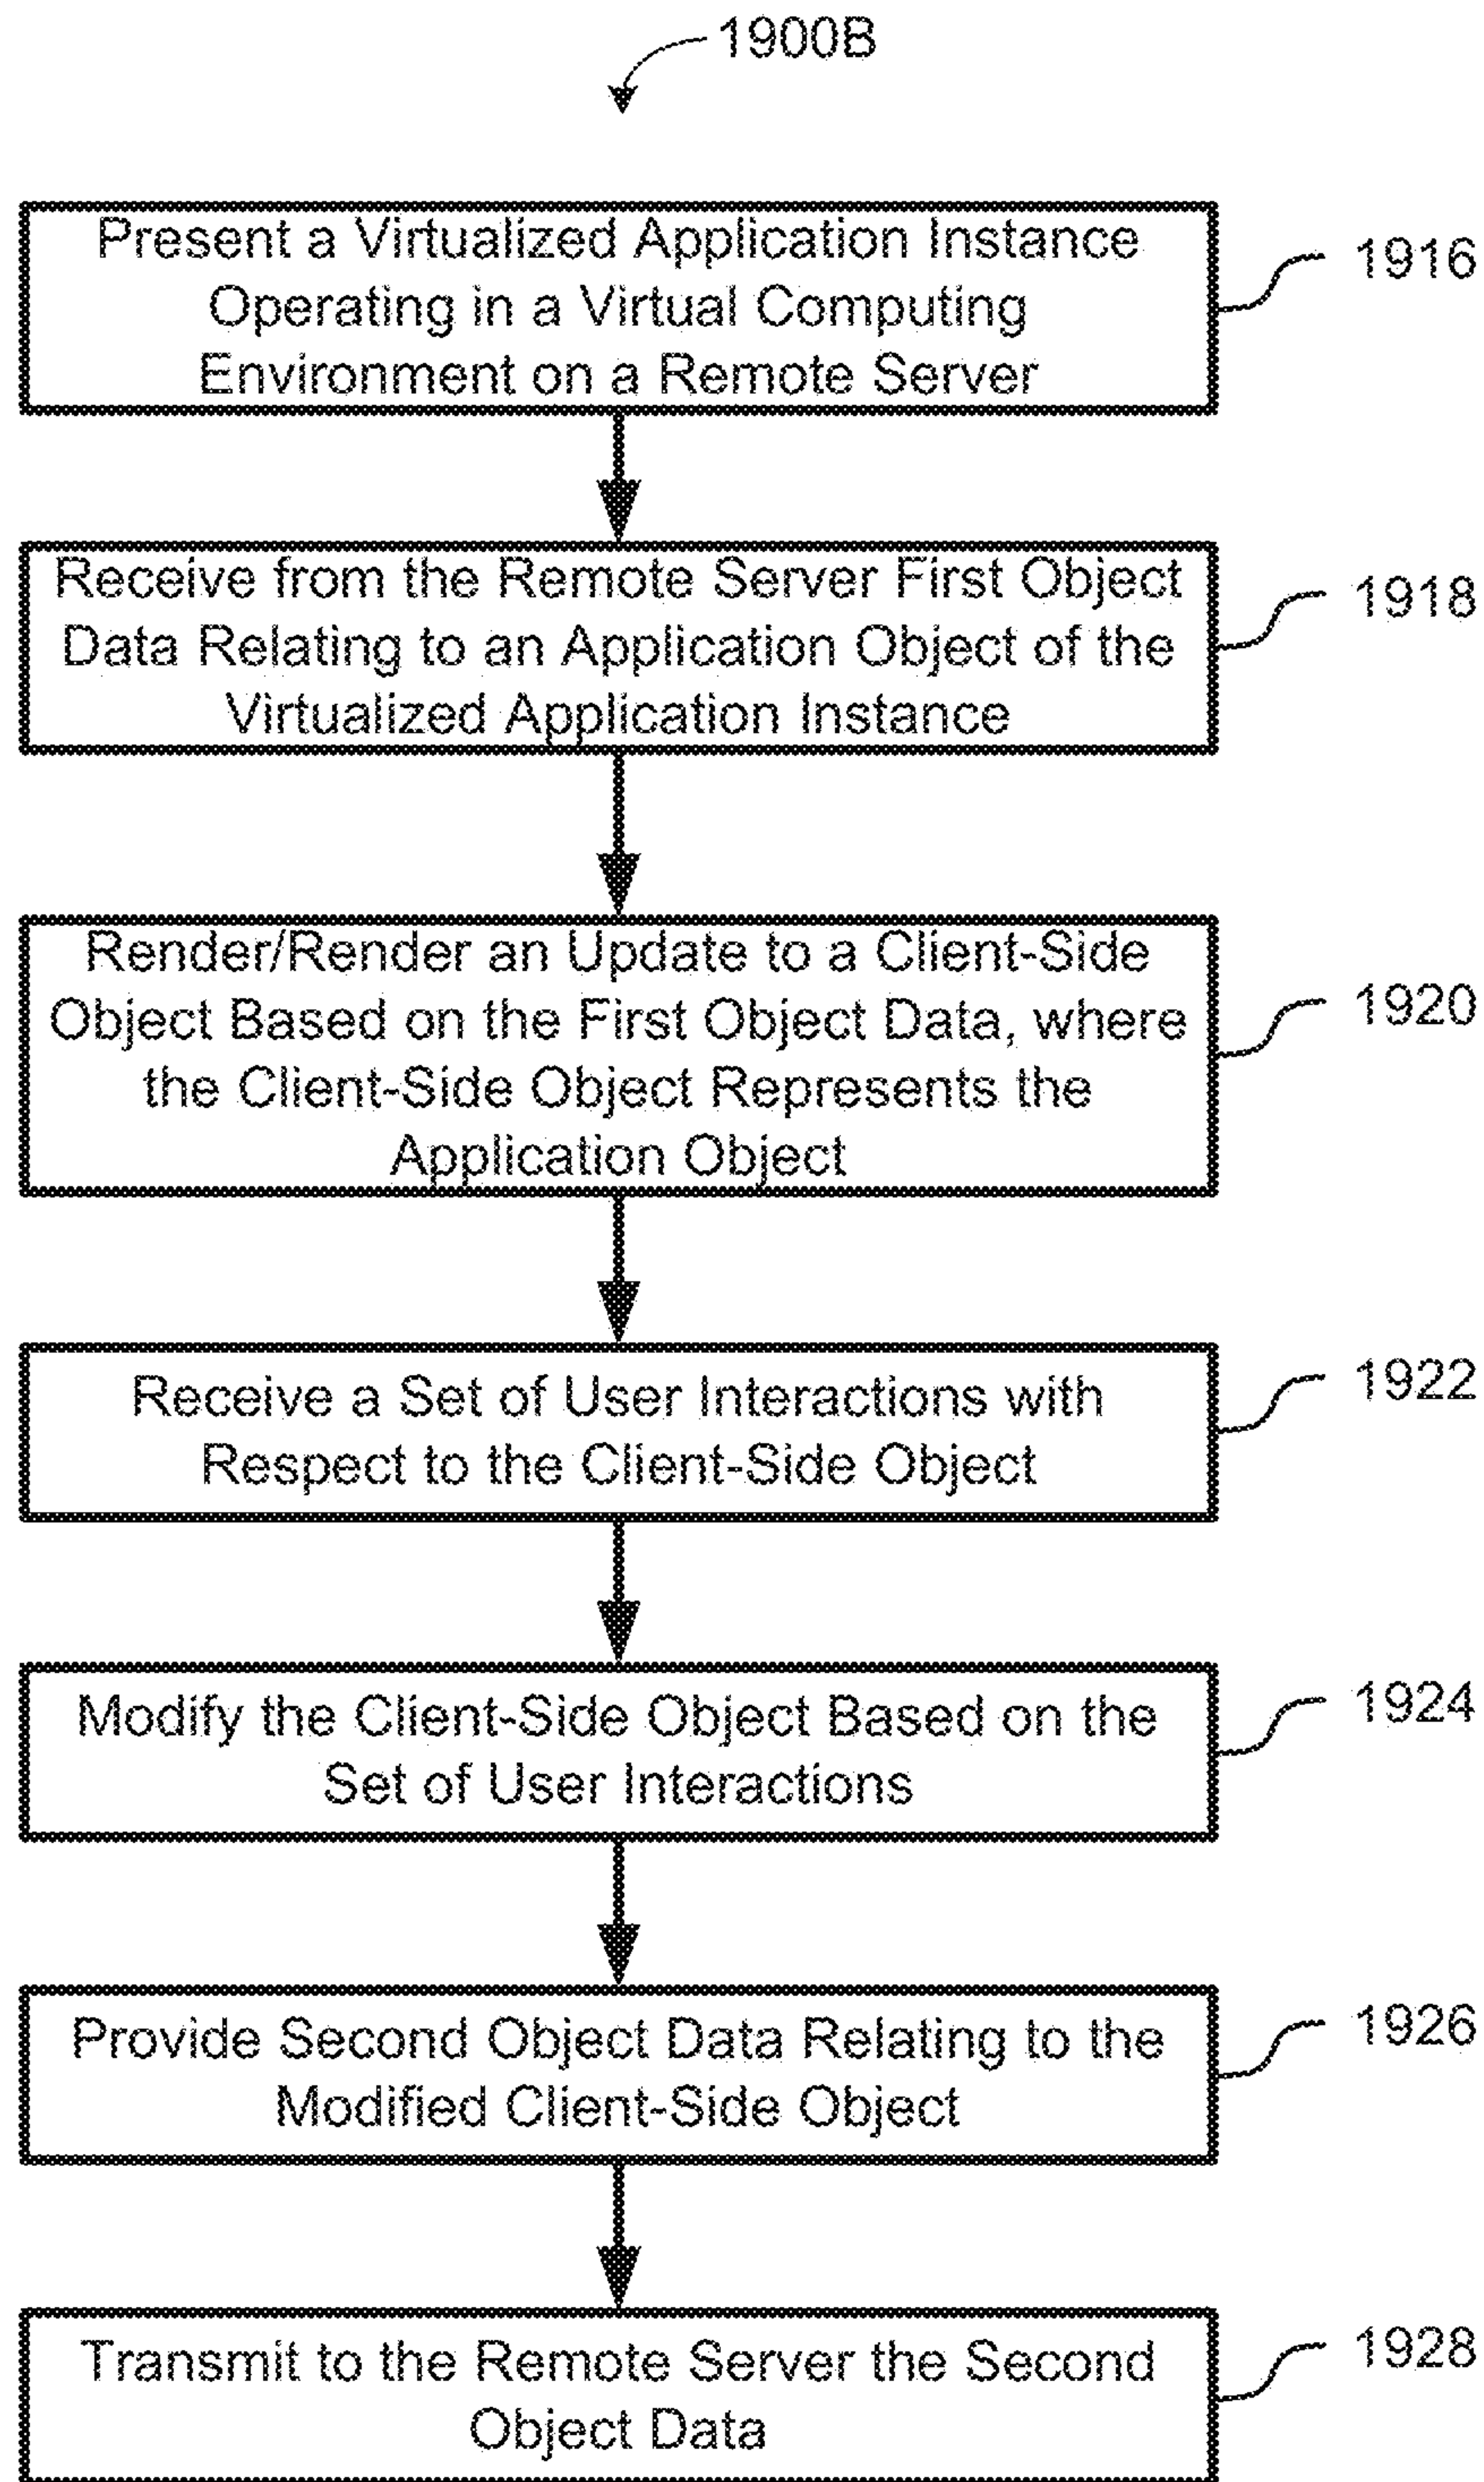 1900B
Present a Virtualized Application Instance
Operating in a Virtual Computing
Environment on a Remote Server
1916
Receive from the Remote Server First Object
Data Relating to an Application Object of the
Virtualized Application Instance
1918
Render/Render an Update to a Client-Side
Object Based on the First Object Data, where
the Client-Side Object Represents the
Application Object
1920
Receive a Set of User Interactions with
Respect to the Client-Side Object
1922
Modify the Client-Side Object Based on the
Set of User Interactions
1924
Provide Second Object Data Relating to the
Modified Client-Side Object
1926
Transmit to the Remote Server the Second
Object Data
1928